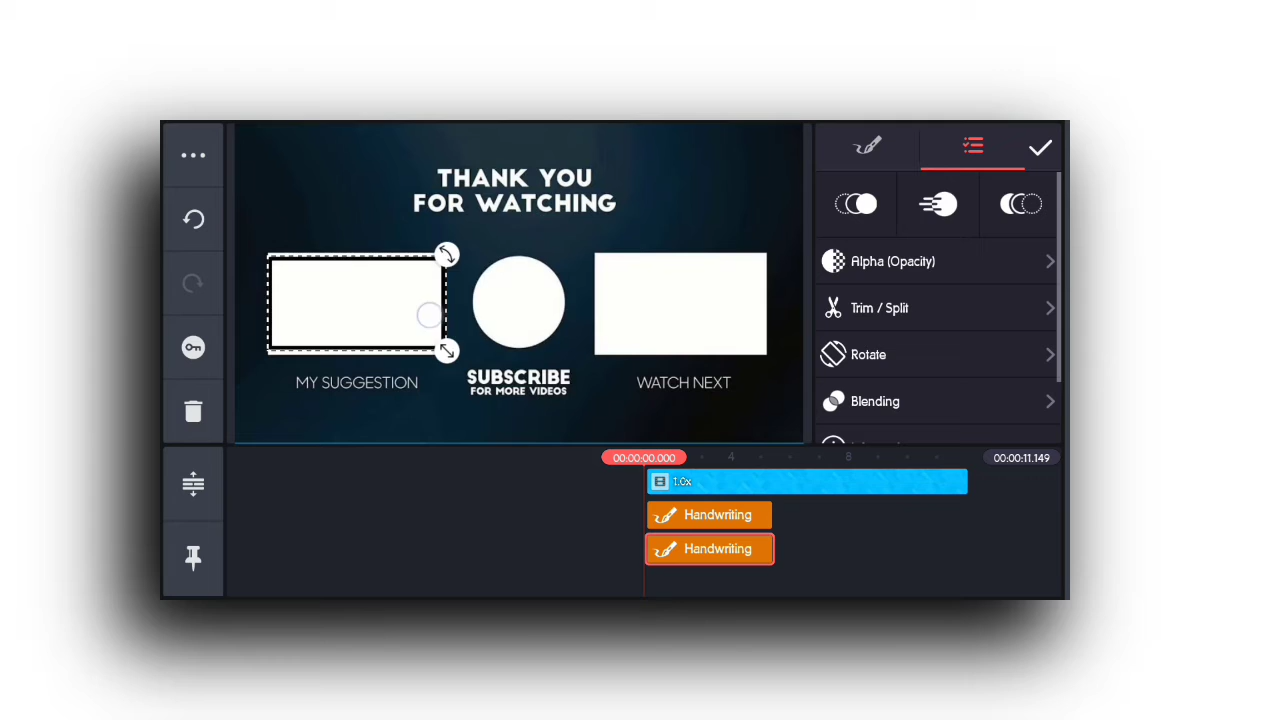 THANK YOU
FOR WATCHING
MY SUGGESTION
SUBSCRIBE
FOR MORE VIDEOS
WATCH NEXT
Alpha (Opacity)
Trim / Split
Rotate
Blending
00:00:00.000
4
8
00:00:11.149
1.0x
Handwriting
Handwriting